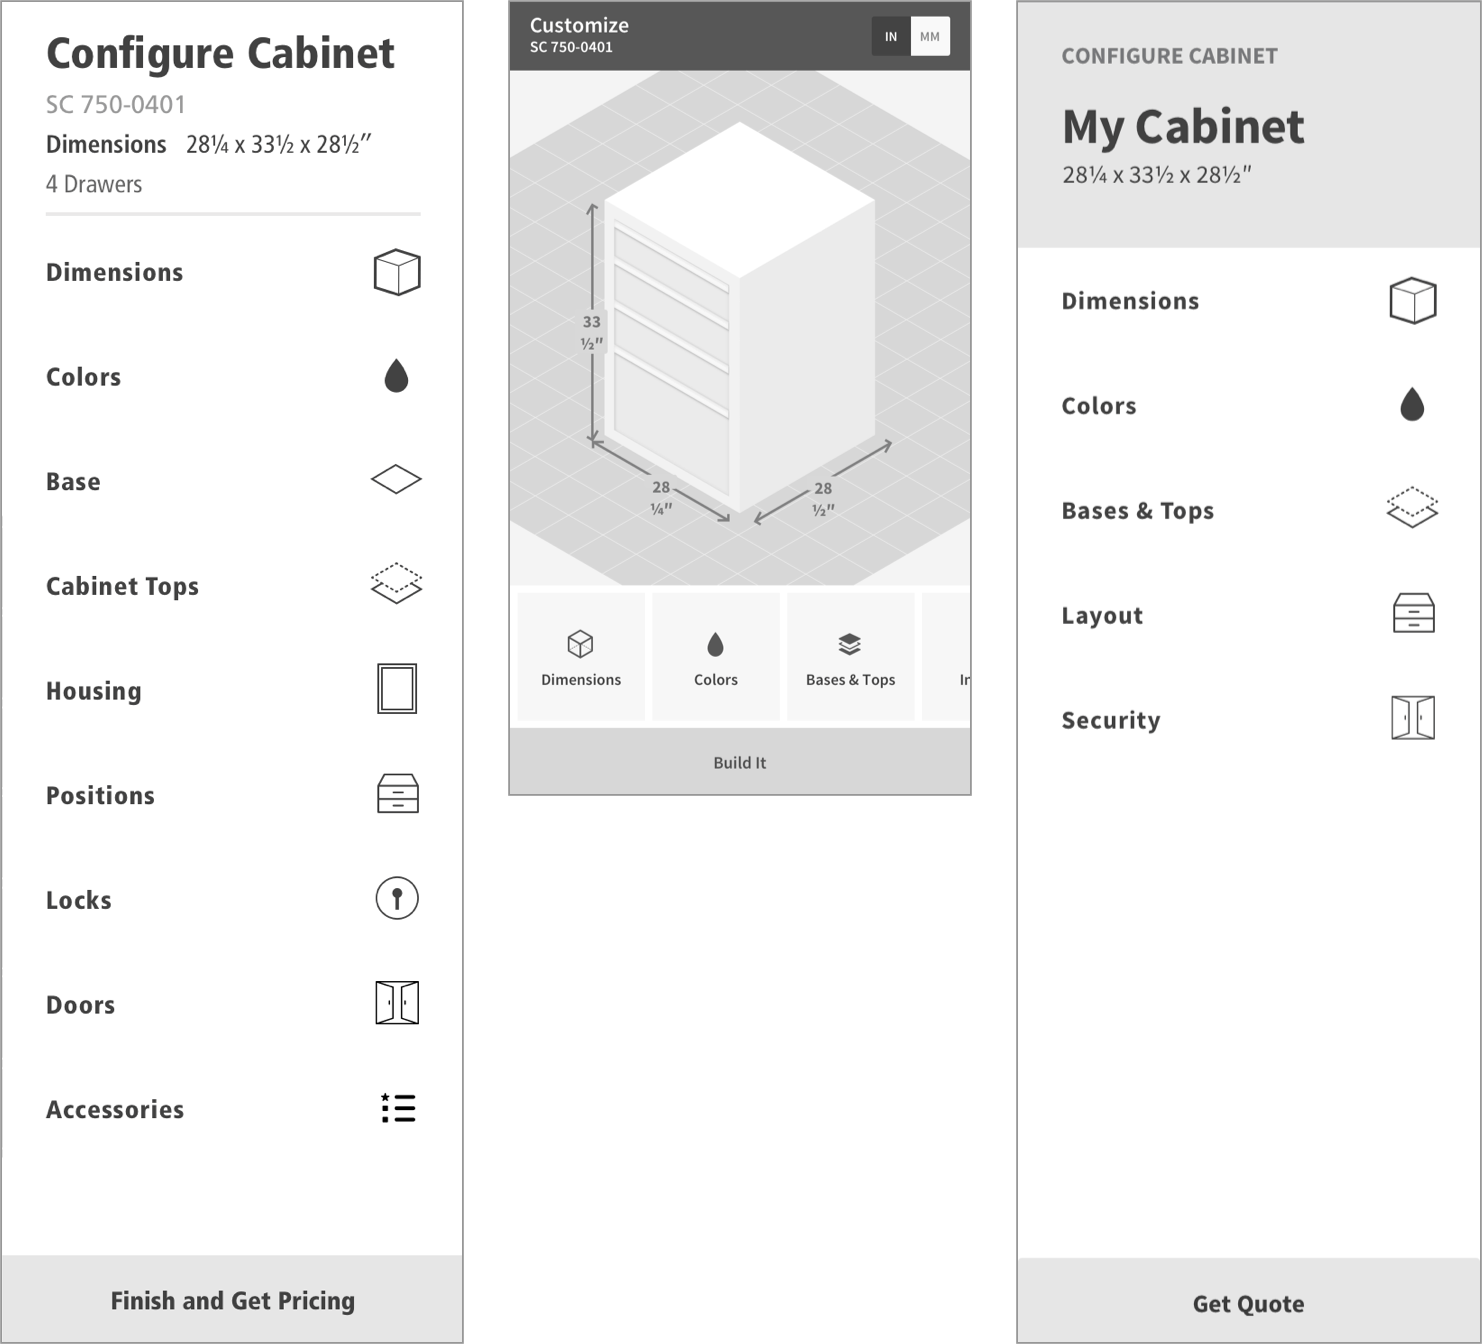 Configure Cabinet
SC 750-0401
Dimensions 28¼ x 33½ x 28½″
4 Drawers
Dimensions
Colors
Base
Cabinet Tops
Housing
Positions
Locks
Doors
Accessories
Finish and Get Pricing
Customize
SC 750-0401
IN MM
33
½″
28
¼″
28
½″
Dimensions
Colors
Bases & Tops
Build It
CONFIGURE CABINET
My Cabinet
28¼ x 33½ x 28½″
Dimensions
Colors
Bases & Tops
Layout
Security
Get Quote